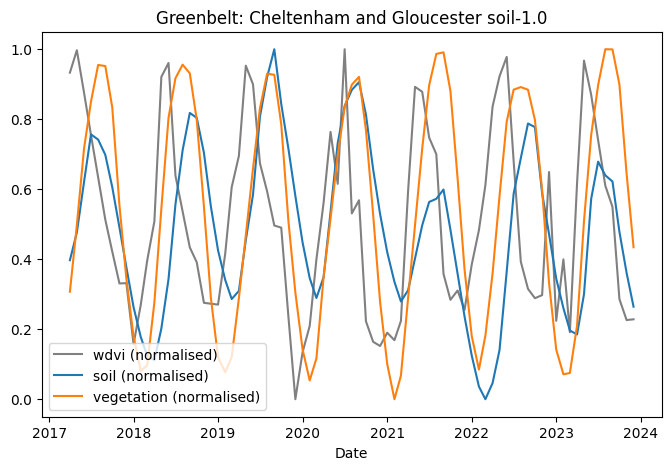 Greenbelt: Cheltenham and Gloucester soil-1.0
1.0
0.8
0.6
0.4
0.2
0.0
wdvi (normalised)
soil (normalised)
vegetation (normalised)
2017 2018 2019 2020 2021 2022 2023 2024
Date